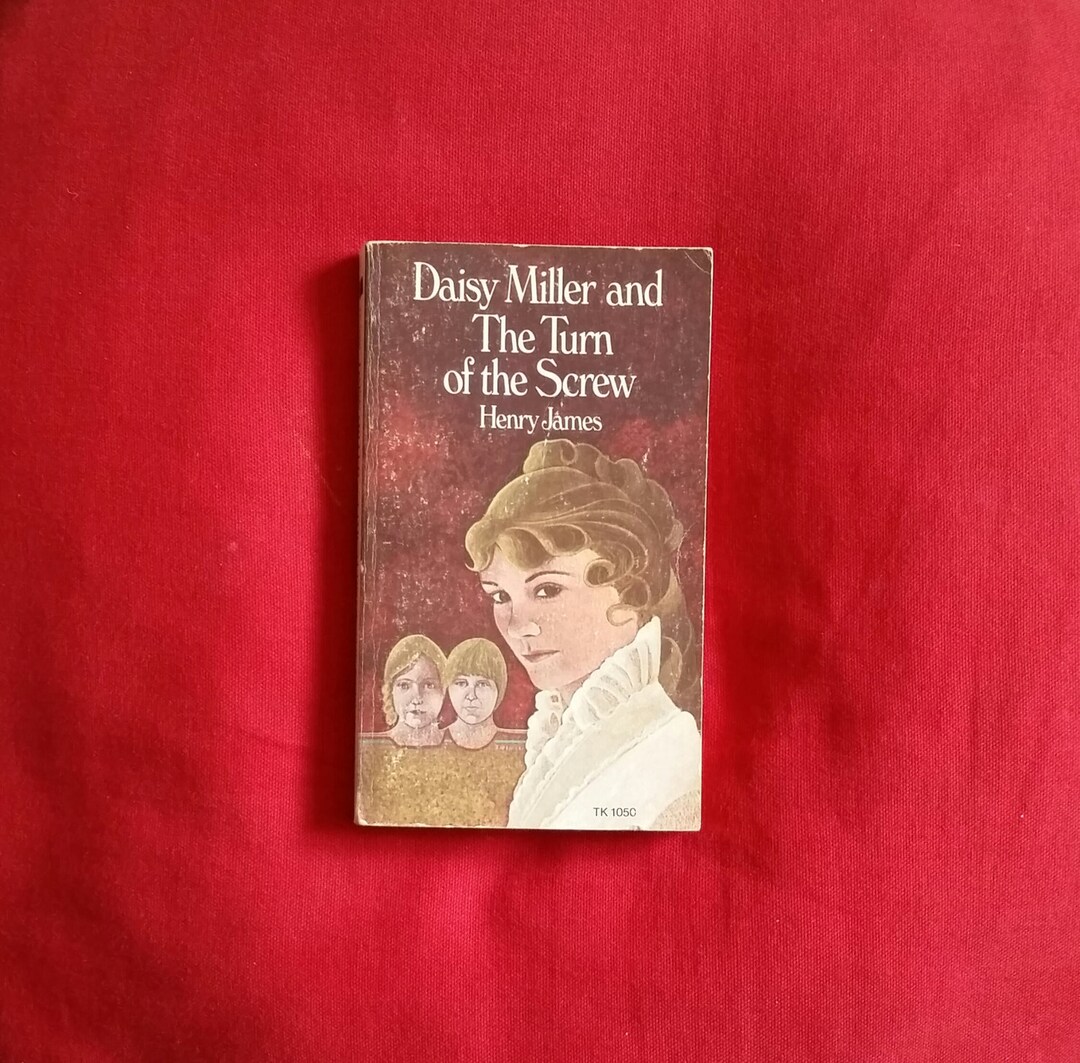 Daisy Miller and
The Turn
of the Screw
Henry James
TK 1050